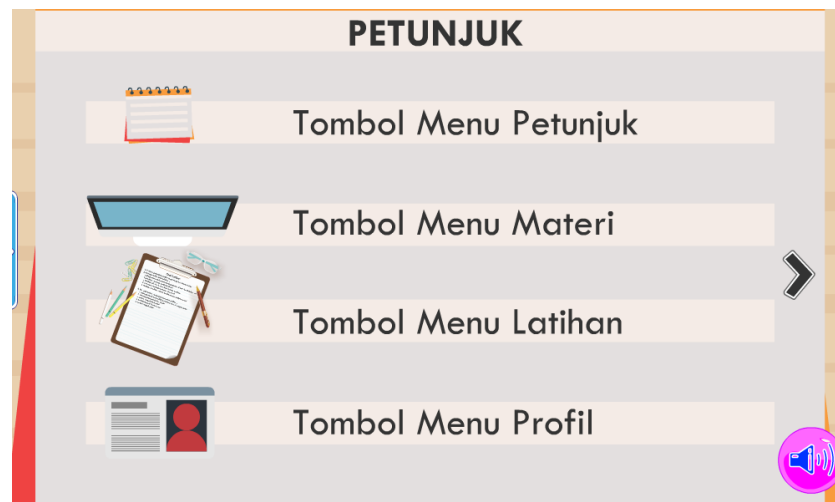 PETUNJUK
Tombol Menu Petunjuk
Tombol Menu Materi
Tombol Menu Latihan
Tombol Menu Profil